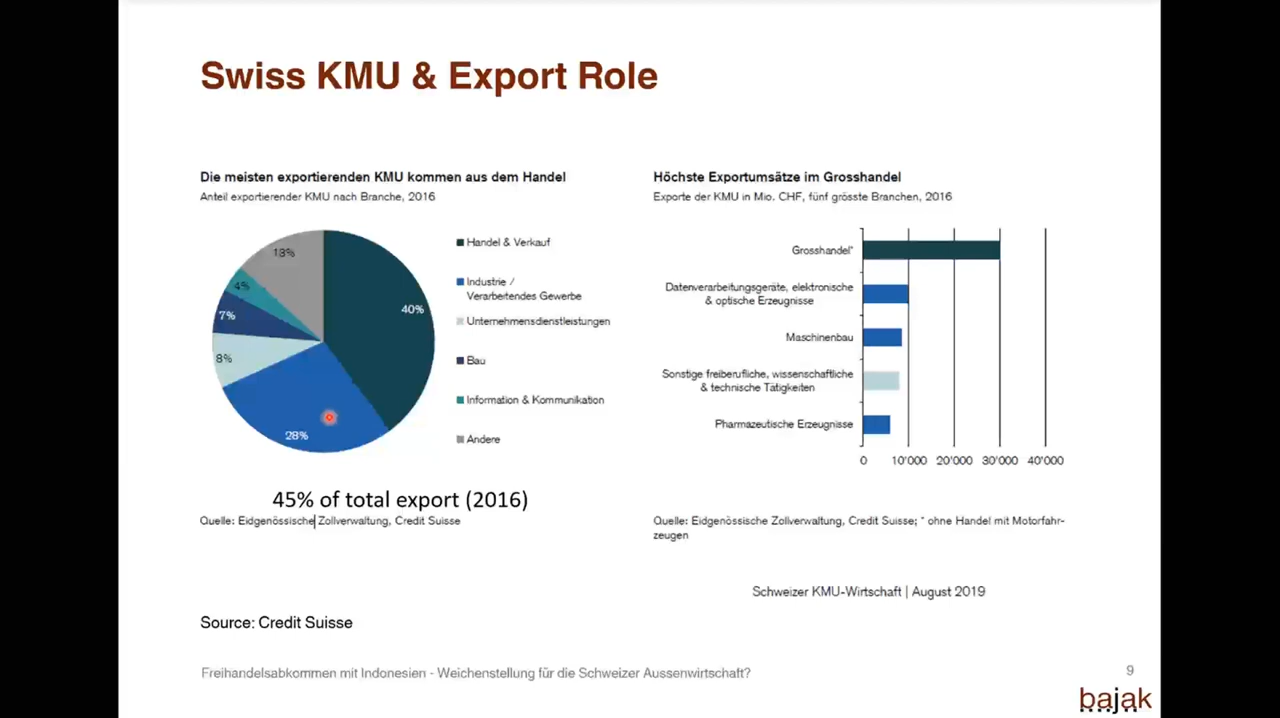 Swiss KMU & Export Role
Die meisten exportierenden KMU kommen aus dem Handel
Anteil exportierender KMU nach Branche, 2016
13%
4%
7%
8%
28%
40%
Handel & Verkauf
Industrie /
Verarbeitendes Gewerbe
Unternehmensdienstleistungen
Bau
Information & Kommunikation
Andere
45% of total export (2016)
Quelle: Eidgenössische Zollverwaltung, Credit Suisse
Höchste Exportumsätze im Grosshandel
Exporte der KMU in Mio. CHF, fünf grösste Branchen, 2016
Grosshandel*
Datenverarbeitungsgeräte, elektronische
& optische Erzeugnisse
Maschinenbau
Sonstige freiberufliche, wissenschaftliche
& technische Tätigkeiten
Pharmazeutische Erzeugnisse
0 10'000 20'000 30'000 40'000
Quelle: Eidgenössische Zollverwaltung, Credit Suisse; * ohne Handel mit Motorfahr-
zeugen
Schweizer KMU-Wirtschaft | August 2019
Source: Credit Suisse
Freihandelsabkommen mit Indonesien - Weichenstellung für die Schweizer Aussenwirtschaft?
9
bajak